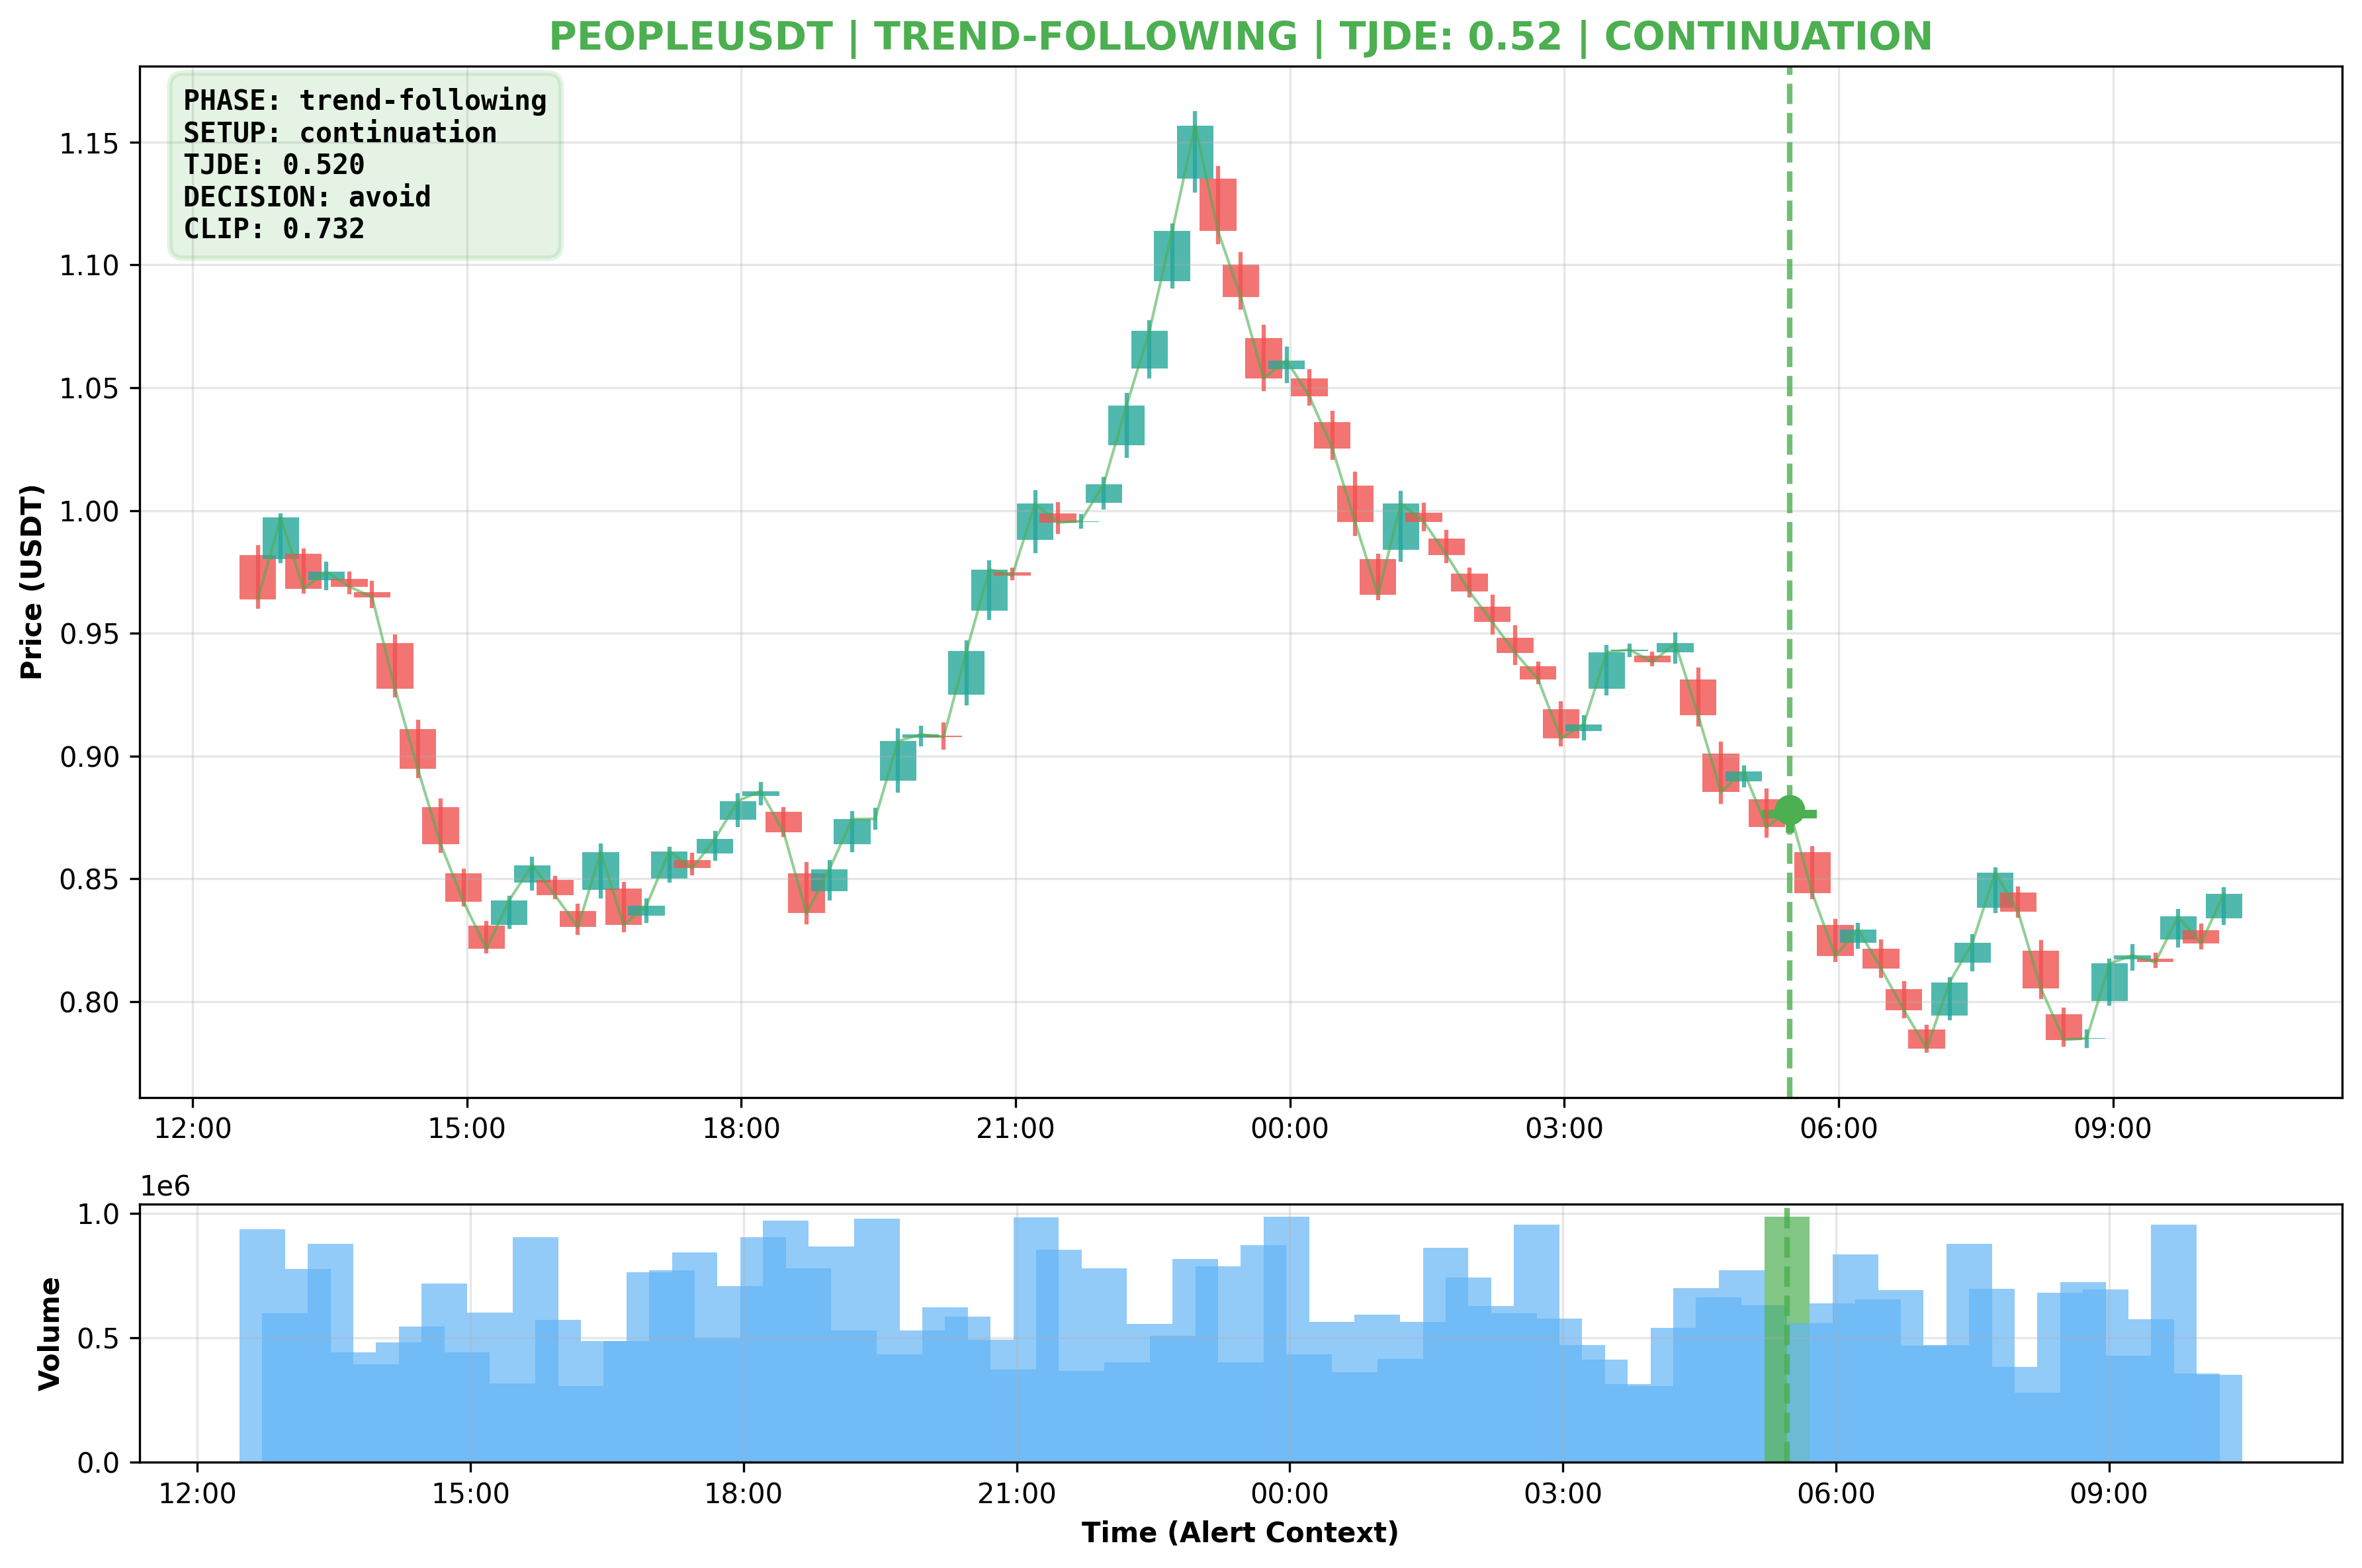 PEOPLEUSDT | TREND-FOLLOWING | TJDE: 0.52 | CONTINUATION
PHASE: trend-following
SETUP: continuation
TJDE: 0.520
DECISION: avoid
CLIP: 0.732
Price (USDT)
1.15
1.10
1.05
1.00
0.95
0.90
0.85
0.80
12:00 15:00 18:00 21:00 00:00 03:00 06:00 09:00
1e6
Volume
1.0
0.5
0.0
12:00 15:00 18:00 21:00 00:00 03:00 06:00 09:00
Time (Alert Context)